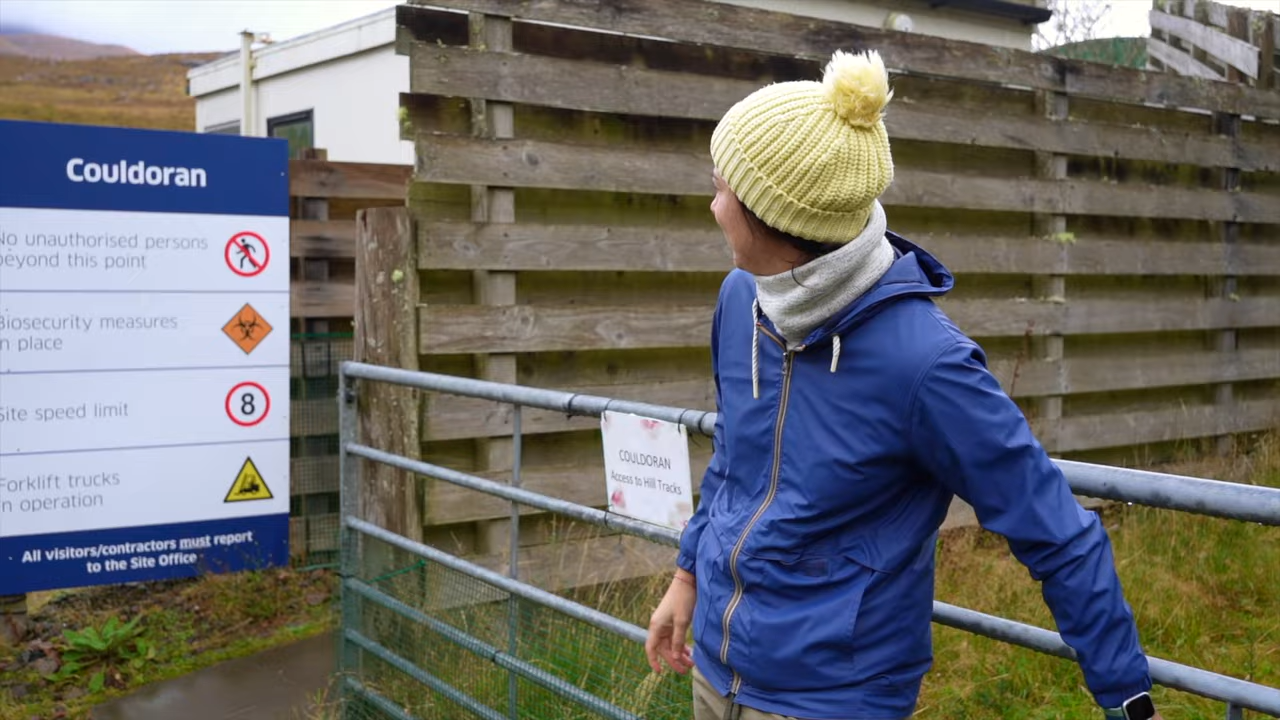 Couldoran
No unauthorised persons
beyond this point
Biosecurity measures
in place
Site speed limit
8
Forklift trucks
in operation
All visitors/contractors must report
to the Site Office
COULDORAN
Access to Hill Tracks